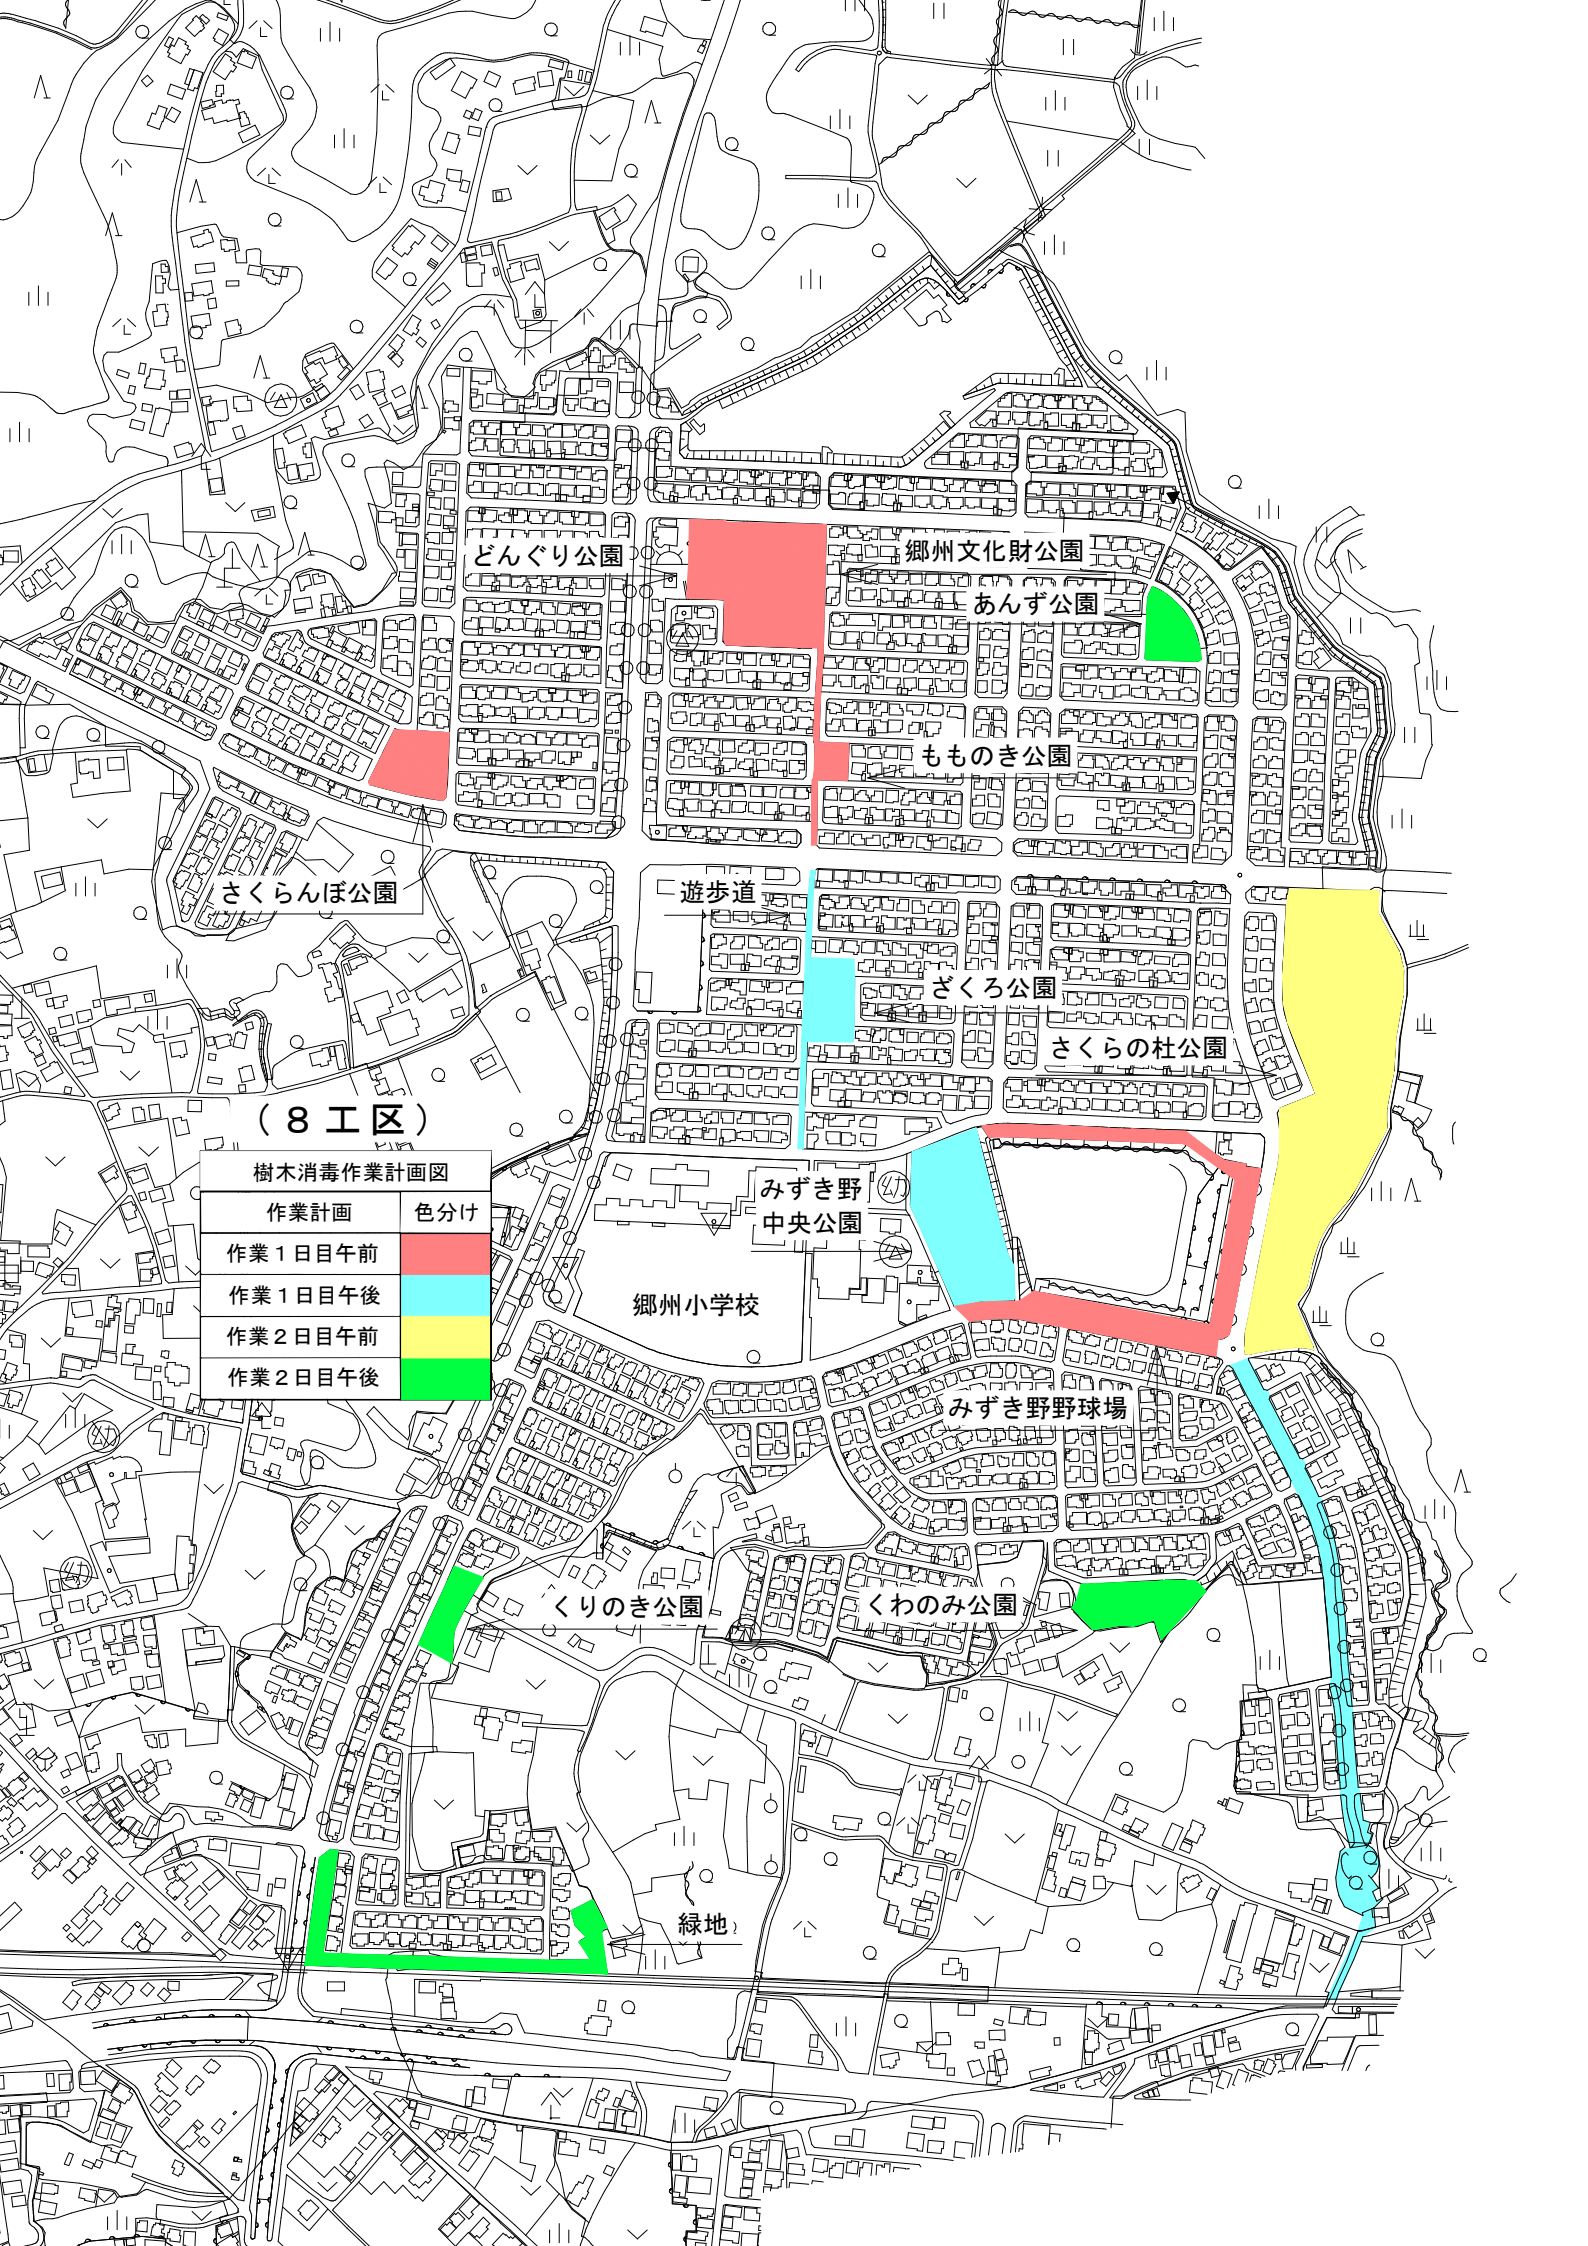 どんぐり公園
郷州文化財公園
あんず公園
もものき公園
さくらんぼ公園
遊歩道
ざくろ公園
さくらの杜公園
(8工区)
樹木消毒作業計画図
作業計画 色分け
作業1日目午前
作業1日目午後
作業2日目午前
作業2日目午後
みずき野
中央公園
幼
郷州小学校
みずき野野球場
幼
幼
くりのき公園
くわのみ公園
緑地